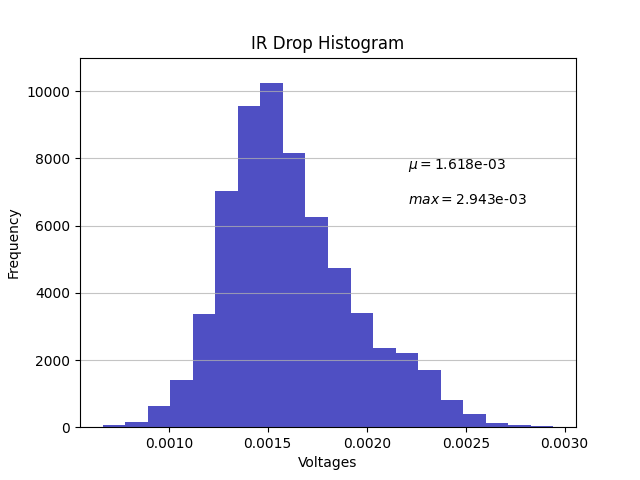 IR Drop Histogram
10000
8000
6000
4000
2000
0
Frequency
μ = 1.618e-03
max = 2.943e-03
0.0010 0.0015 0.0020 0.0025 0.0030
Voltages